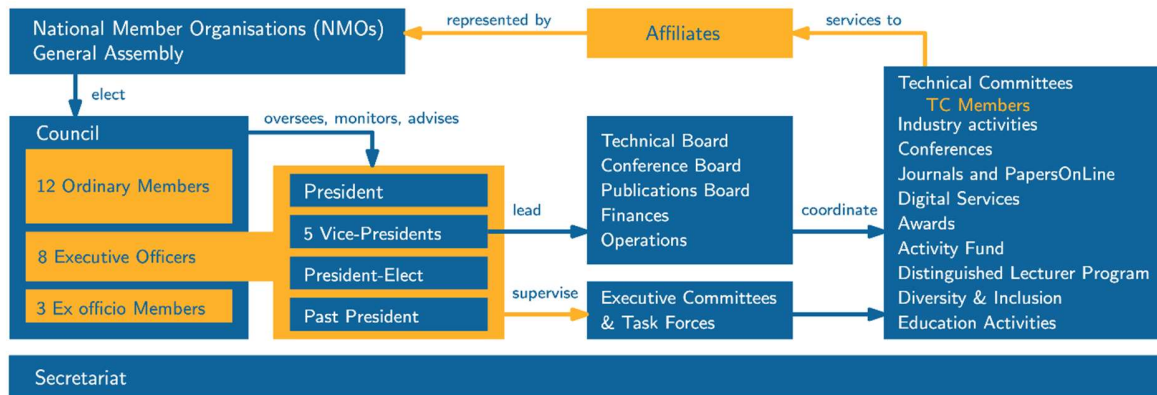 National Member Organisations (NMOs)
General Assembly
represented by
Affiliates
services to
elect
Council
12 Ordinary Members
8 Executive Officers
3 Ex officio Members
oversees, monitors, advises
President
5 Vice-Presidents
President-Elect
Past President
lead
supervise
Technical Board
Conference Board
Publications Board
Finances
Operations
Executive Committees
& Task Forces
coordinate
Technical Committees
TC Members
Industry activities
Conferences
Journals and PapersOnLine
Digital Services
Awards
Activity Fund
Distinguished Lecturer Program
Diversity & Inclusion
Education Activities
Secretariat